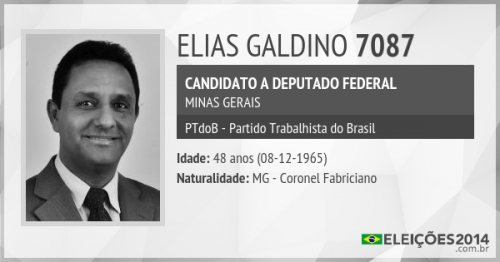 ELIAS GALDINO 7087
CANDIDATO A DEPUTADO FEDERAL
MINAS GERAIS
PTdoB - Partido Trabalhista do Brasil
Idade: 48 anos (08-12-1965)
Naturalidade: MG - Coronel Fabriciano
ELEIÇÕES2014
.com.br